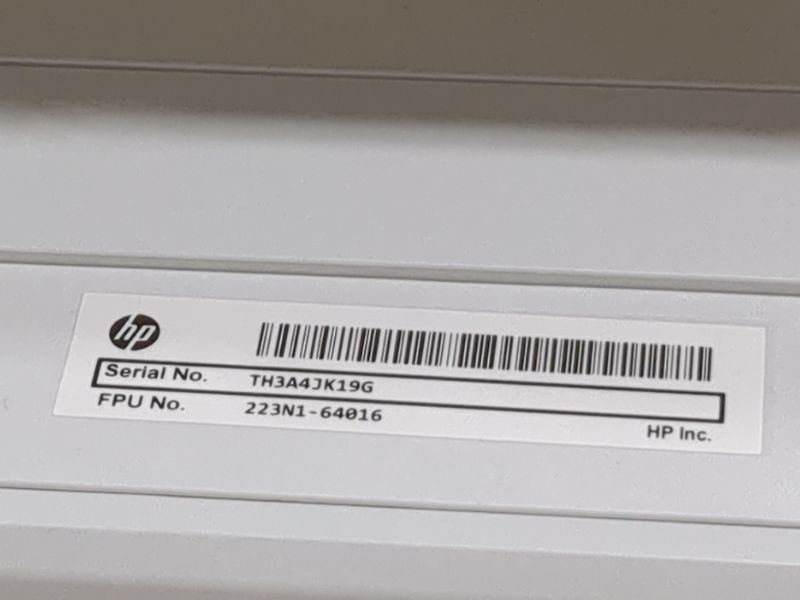 hp
Serial No. TH3A4JK19G
FPU No. 223N1-64016
HP Inc.